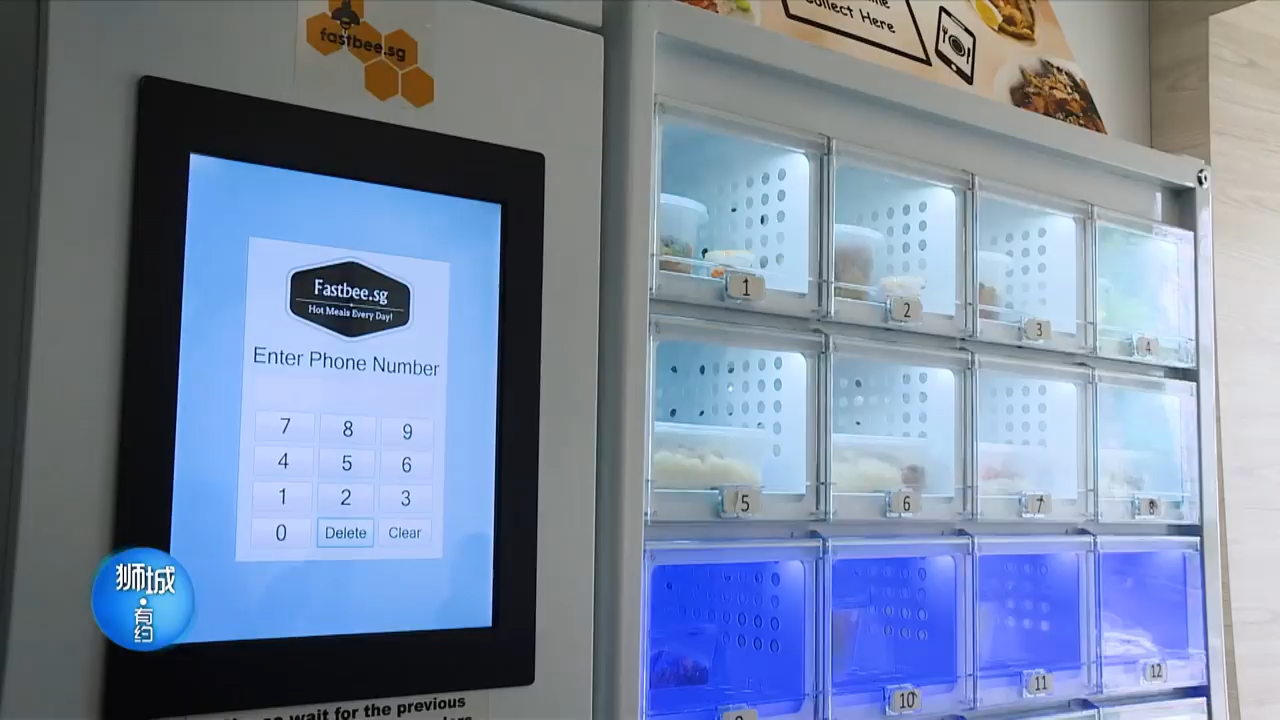 fastbee.sg
Collect Here
Fastbee.sg
Hot Meals Every Day!
Enter Phone Number
7 8 9
4 5 6
1 2 3
0 Delete Clear
wait for the previous
1 2 3 4
5 6 7 8
10 11 12
狮城
有约